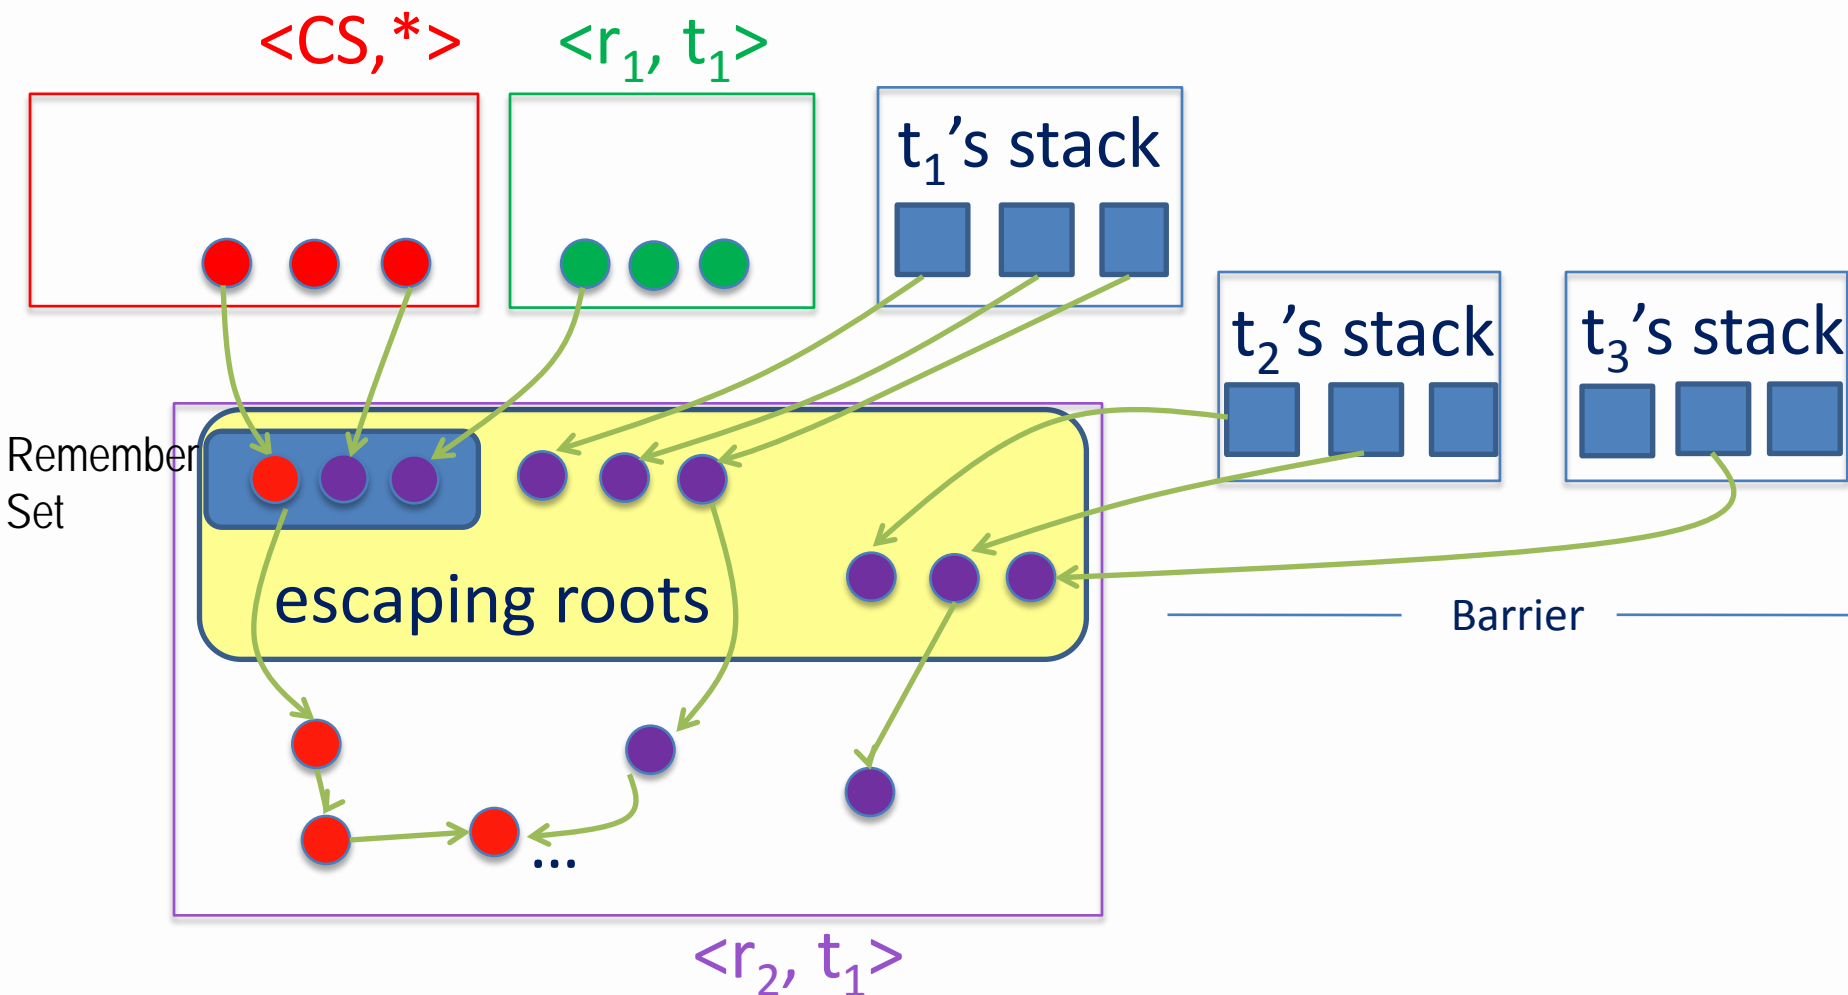 <CS,*>
<r₁, t₁>
t₁’s stack
t₂’s stack
t₃’s stack
Remember
Set
escaping roots
Barrier
...
<r₂, t₁>